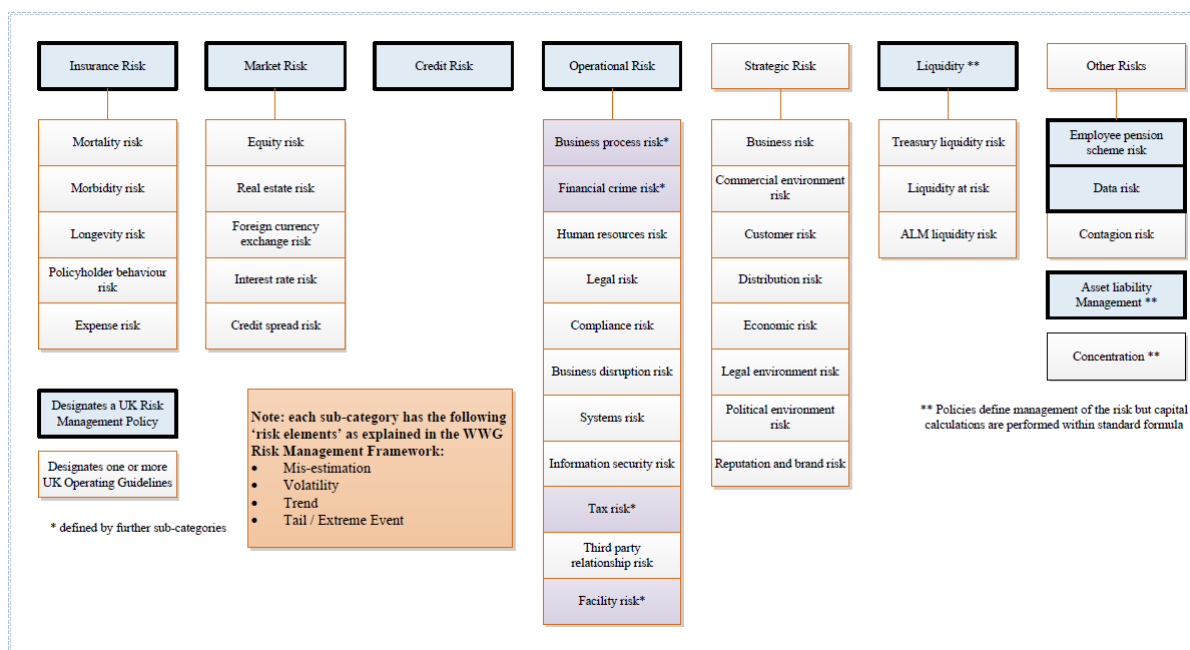 Insurance Risk
Mortality risk
Morbidity risk
Longevity risk
Policyholder behaviour
risk
Expense risk
Market Risk
Equity risk
Real estate risk
Foreign currency
exchange risk
Interest rate risk
Credit spread risk
Credit Risk
Operational Risk
Business process risk*
Financial crime risk*
Human resources risk
Legal risk
Compliance risk
Business disruption risk
Systems risk
Information security risk
Tax risk*
Third party
relationship risk
Facility risk*
Strategic Risk
Business risk
Commercial environment
risk
Customer risk
Distribution risk
Economic risk
Legal environment risk
Political environment
risk
Reputation and brand risk
Liquidity **
Treasury liquidity risk
Liquidity at risk
ALM liquidity risk
Other Risks
Employee pension
scheme risk
Data risk
Contagion risk
Asset liability
Management **
Concentration **
** Policies define management of the risk but capital
calculations are performed within standard formula
Designates a UK Risk
Management Policy
Designates one or more
UK Operating Guidelines
* defined by further sub-categories
Note: each sub-category has the following
‘risk elements’ as explained in the WWG
Risk Management Framework:
• Mis-estimation
• Volatility
• Trend
• Tail / Extreme Event